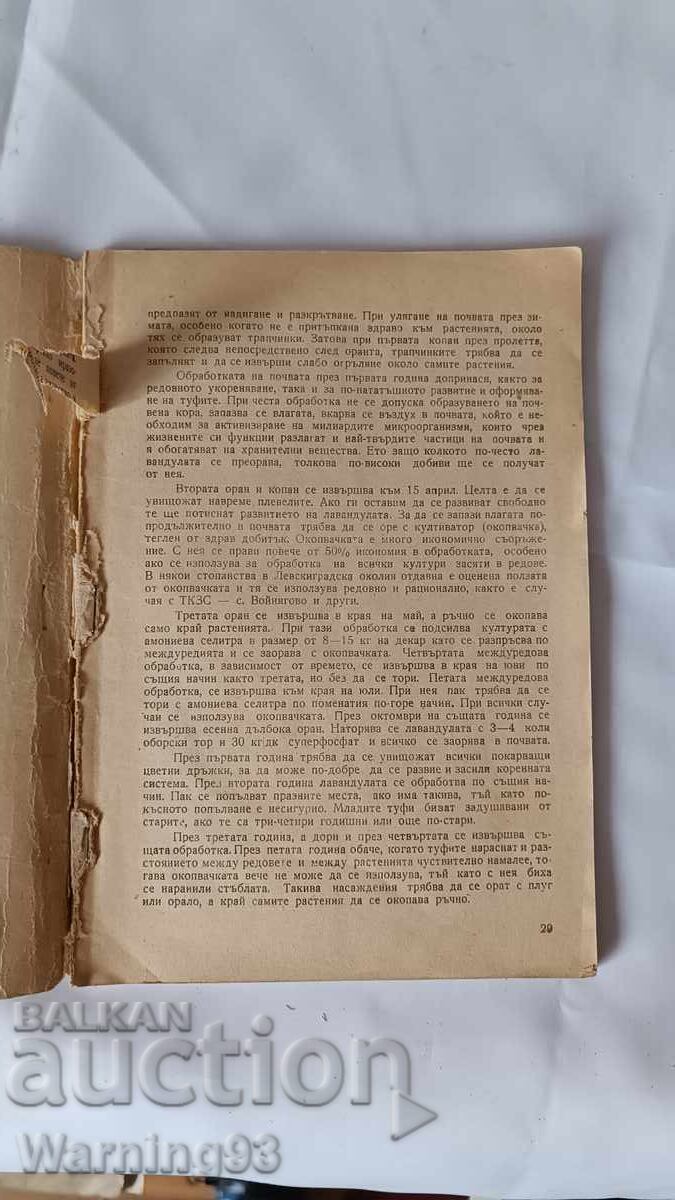 предпазят от надигане и разкрътване. При улягане на почвата през зи-
мата, особено когато не е притъпкана здраво към растенията, около
тях се образуват трапчинки. Затова при първата копан през пролетта,
която следва непосредствено след оранта, трапчинките трябва да се
запълнят и да се извърши слабо огръляне около самите растения.
Обработката на почвата през първата година допринася, както за
редовното укореняване, така и за по-нататъшното развитие и оформява-
не на туфите. При честа обработка не се допуска образуването на поч-
вена кора, запазва се влагата, вкарва се въздух в почвата, който е не-
обходим за активизиране на милиардите микроорганизми, които чрез
жизнените си функции разлагат и най-твърдите частици на почвата и
я обогатяват на хранителни вещества. Ето защо колкото по-често ла-
вандулата се преорава, толкова по-високи добиви ще се получат
от нея.
Втората оран и копан се извършва към 15 април. Целта е да се
увищожат навреме плевелите. Ако ги оставим да се развиват свободно
те ще потиснат развитието на лавандулата. За да се запази влагата по-
продължително в почвата трябва да се оре с култиватор (окопвачка),
теглен от здрав добитък. Окопвачката е много икономично съоръже-
ние. С нея се прави повече от 50% икономия в обработката, особено
ако се използува за обработка на всички култури засяти в редове.
В някои стопанства в Левскиградска околия отдавна е оценена ползата
от окопвачката и тя се използува редовно и рационално, както е слу-
чая с ТКЗС — с. Войнягово и други.
Третата оран се извършва в края на май, а ръчно се окопава
само край растенията. При тази обработка се подсилва културата с
амониева селитра в размер от 8—15 кг на декар като се разпръсва по
междуредията и се заорава с окопвачката. Четвъртата междуредова
обработка, в зависимост от времето, се извършва в края на юни по
същия начин както третата, но без да се тори. Петата междуредова
обработка, се извършва към края на юли. При нея пак трябва да се
тори с амониева селитра по поменатия по-горе начин. При всички слу-
чаи се използува окопвачката. През октомври на същата година се
извършва есенна дълбока оран. Наторява се лавандулата с 3—4 коли
оборски тор и 30 кг/дк суперфосфат и всичко се заорява в почвата.
През първата година трябва да се увищожят всички покарващи
цветни дръжки, за да може по-добре да се развие и засили коренната
система. През втората година лавандулата се обработва по същия на-
чин. Пак се попълват празните места, ако има такива, тъй като по-
късното попълване е несигурно. Младите туфи биват задушавани от
старите, ако те са три-четири годишни или още по-стари.
През третата година, а дори и през четвъртата се извършва съ-
щата обработка. През петата година обаче, когато туфите нараснат и раз-
стоянието между редовете и между растенията чуствително намалее, то-
гава окопвачката вече не може да се използува, тъй като с нея биха
се наранили стъблата. Такива насаждения трябва да се орат с плуг
или орало, а край самите растения да се окопава ръчно.
29
BALKAN
auction
Warning93